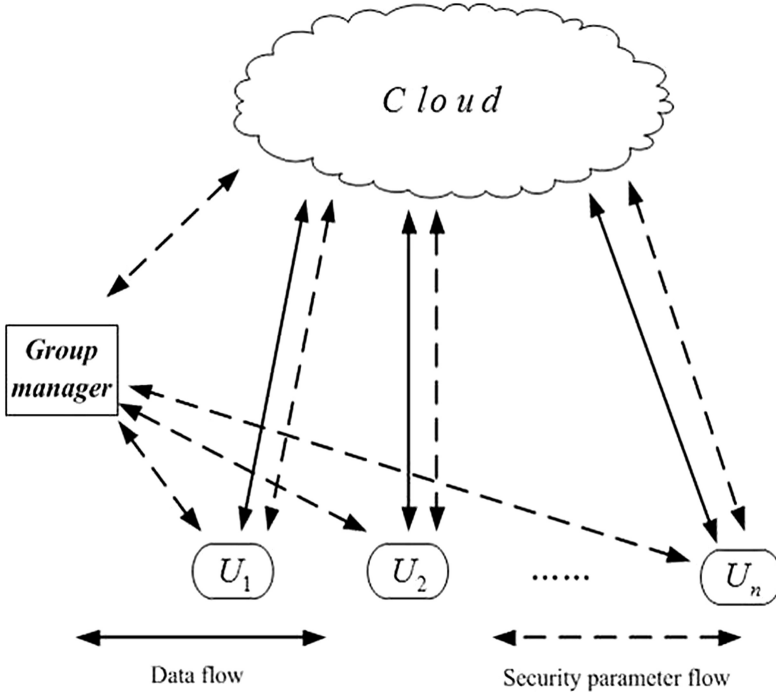 Cloud
Group
manager
U1
U2
......
Un
Data flow
Security parameter flow